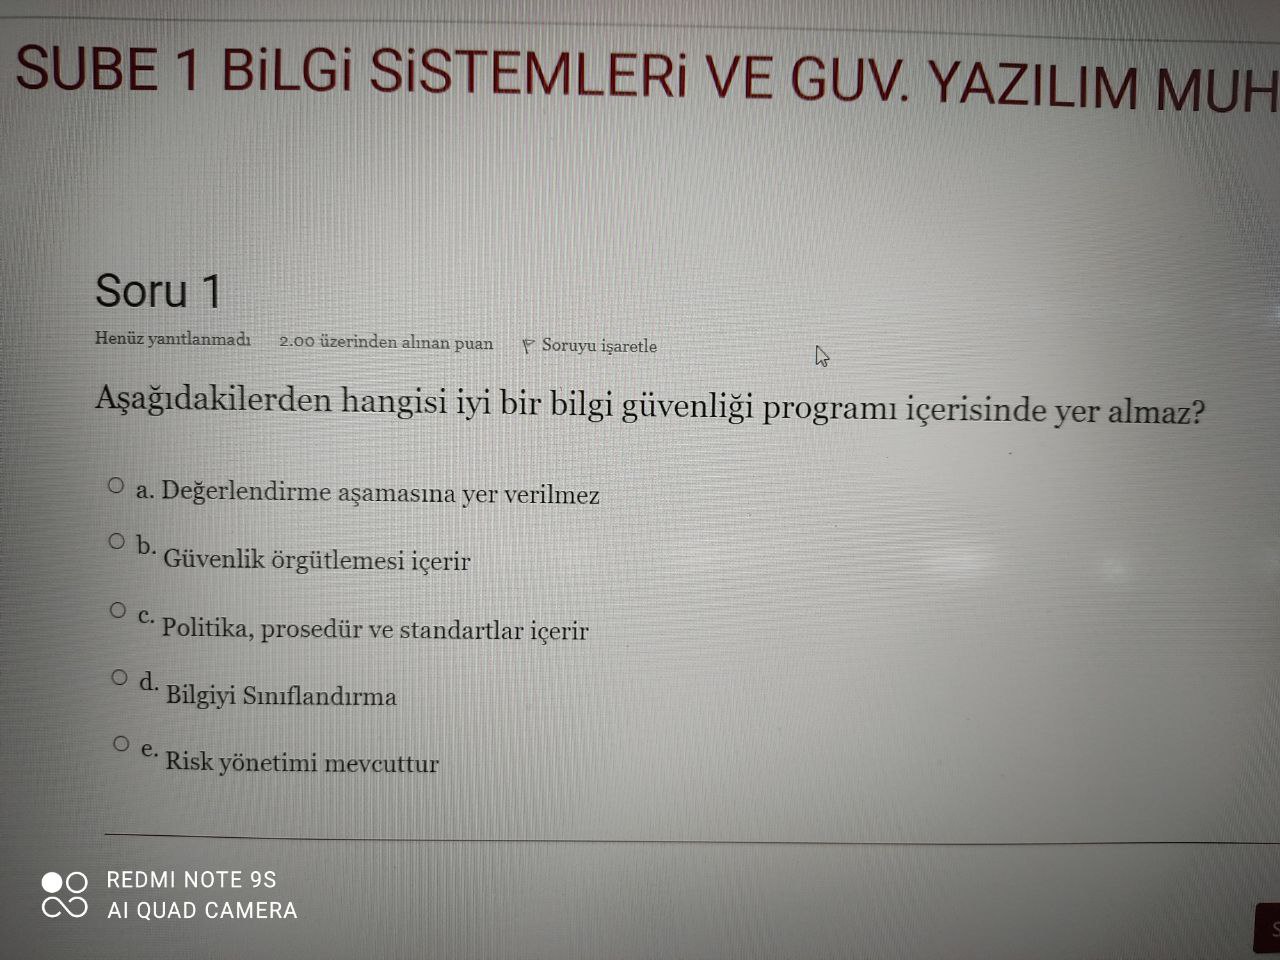 SUBE 1 BiLGi SiSTEMLERi VE GUV. YAZILIM MUH
Soru 1
Henüz yanıtlanmadı 2.00 üzerinden alınan puan Soruyu işaretle
Aşağıdakilerden hangisi iyi bir bilgi güvenliği programı içerisinde yer almaz?
a. Değerlendirme aşamasına yer verilmez
b. Güvenlik örgütlemesi içerir
c. Politika, prosedür ve standartlar içerir
d. Bilgiyi Sınıflandırma
e. Risk yönetimi mevcuttur
REDMI NOTE 9S
AI QUAD CAMERA